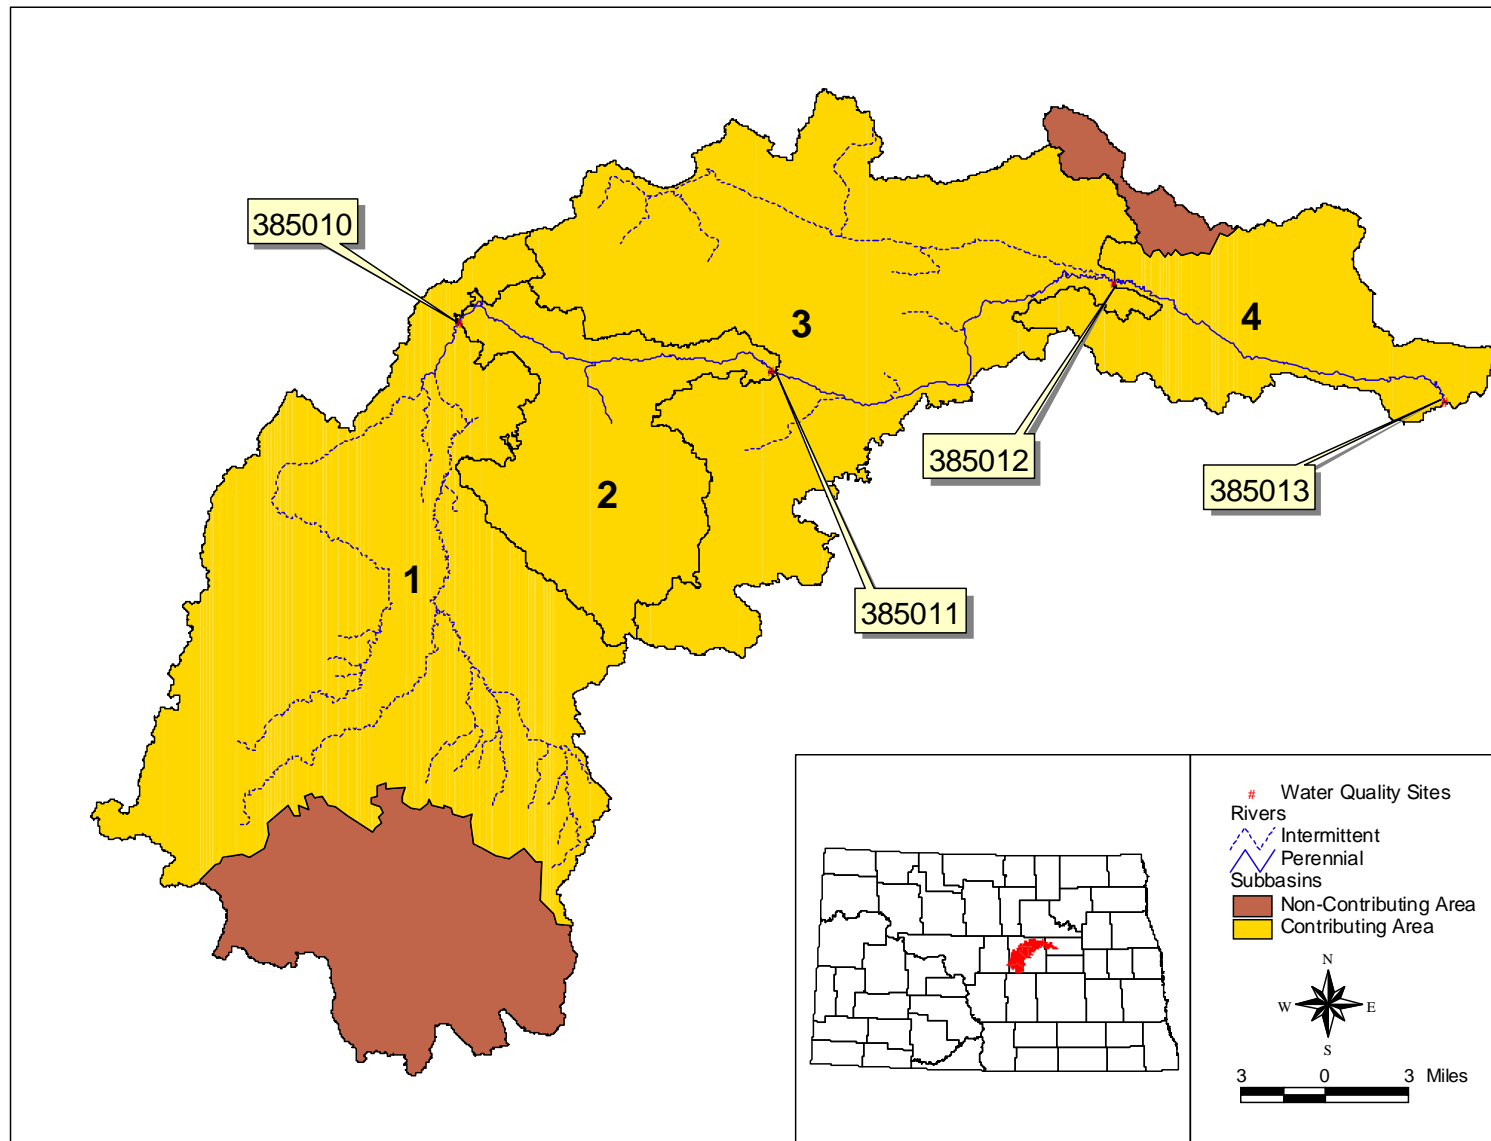 385010
3
4
385012
385013
2
1
385011
# Water Quality Sites
Rivers
Intermittent
Perennial
Subbasins
Non-Contributing Area
Contributing Area
N
W E
S
3 0 3 Miles